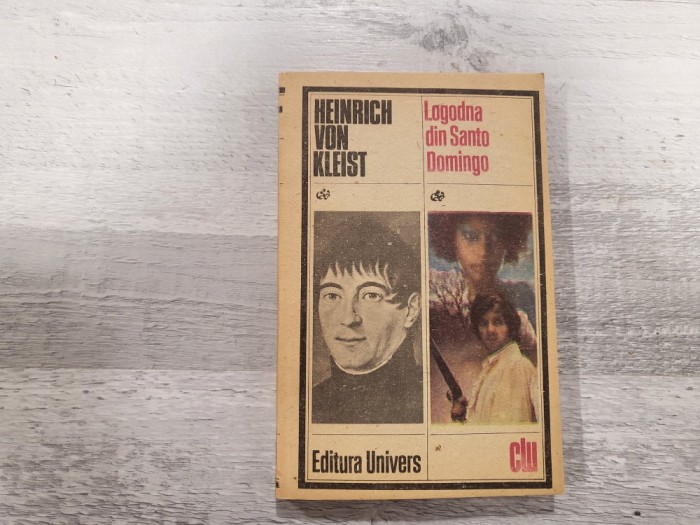 HEINRICH
VON
KLEIST
Logodna
din Santo
Domingo
Editura Univers
clu